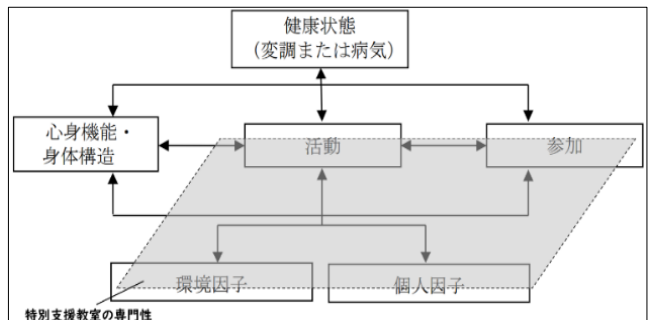 健康状態
（変調または病気）
心身機能・
身体構造
活動
参加
環境因子
個人因子
特別支援教室の専門性